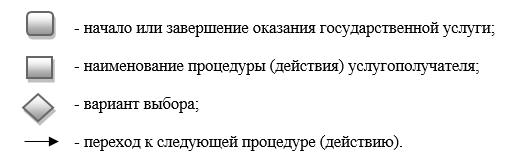 - начало или завершение оказания государственной услуги;
- наименование процедуры (действия) услугополучателя;
- вариант выбора;
- переход к следующей процедуре (действию).